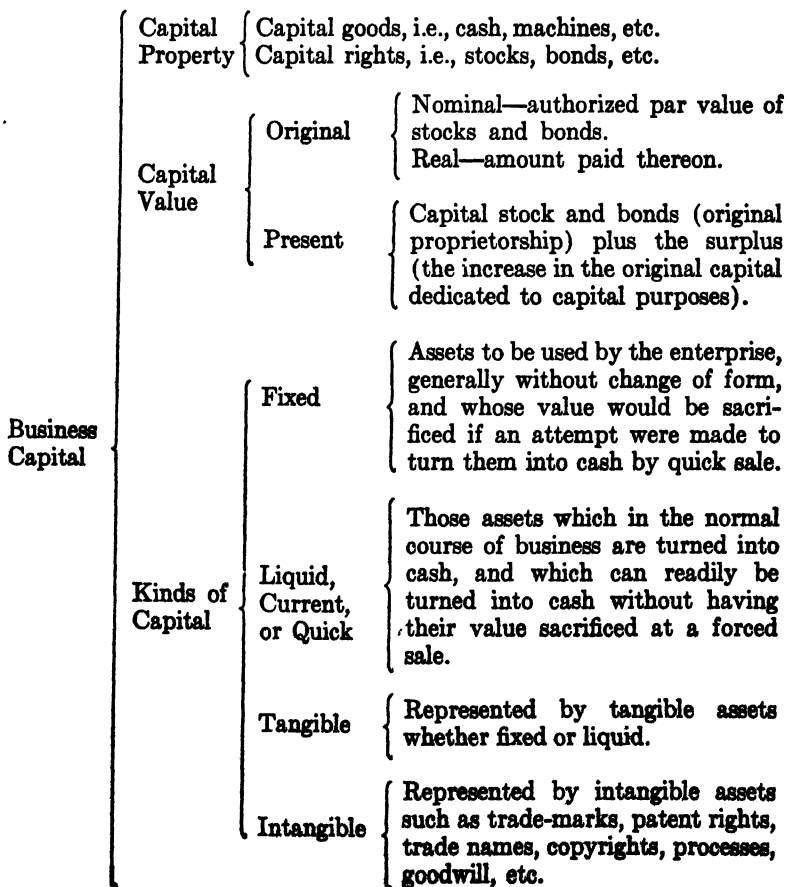 Capital
Property
Capital goods, i.e., cash, machines, etc.
Capital rights, i.e., stocks, bonds, etc.
Capital
Value
Original
Nominal—authorized par value of
stocks and bonds.
Real—amount paid thereon.
Present
Capital stock and bonds (original
proprietorship) plus the surplus
(the increase in the original capital
dedicated to capital purposes).
Business
Capital
Kinds of
Capital
Fixed
Assets to be used by the enterprise,
generally without change of form,
and whose value would be sacri-
ficed if an attempt were made to
turn them into cash by quick sale.
Liquid,
Current,
or Quick
Those assets which in the normal
course of business are turned into
cash, and which can readily be
turned into cash without having
their value sacrificed at a forced
sale.
Tangible
Represented by tangible assets
whether fixed or liquid.
Intangible
Represented by intangible assets
such as trade-marks, patent rights,
trade names, copyrights, processes,
goodwill, etc.